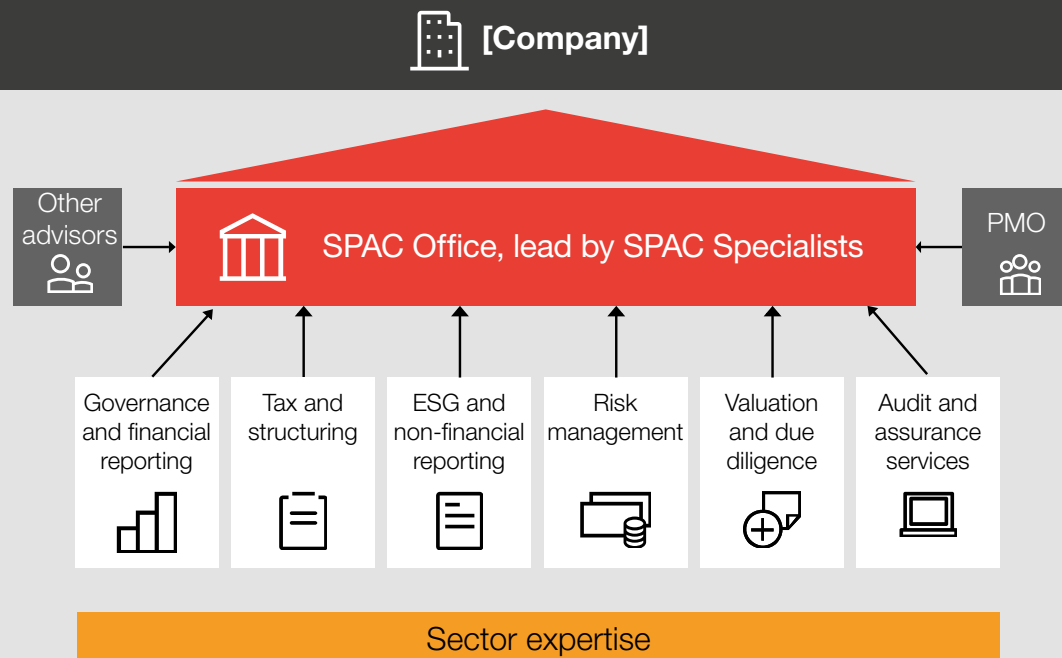 [Company]
Other
advisors
SPAC Office, lead by SPAC Specialists
PMO
Governance
and financial
reporting
Tax and
structuring
ESG and
non-financial
reporting
Risk
management
Valuation
and due
diligence
Audit and
assurance
services
Sector expertise